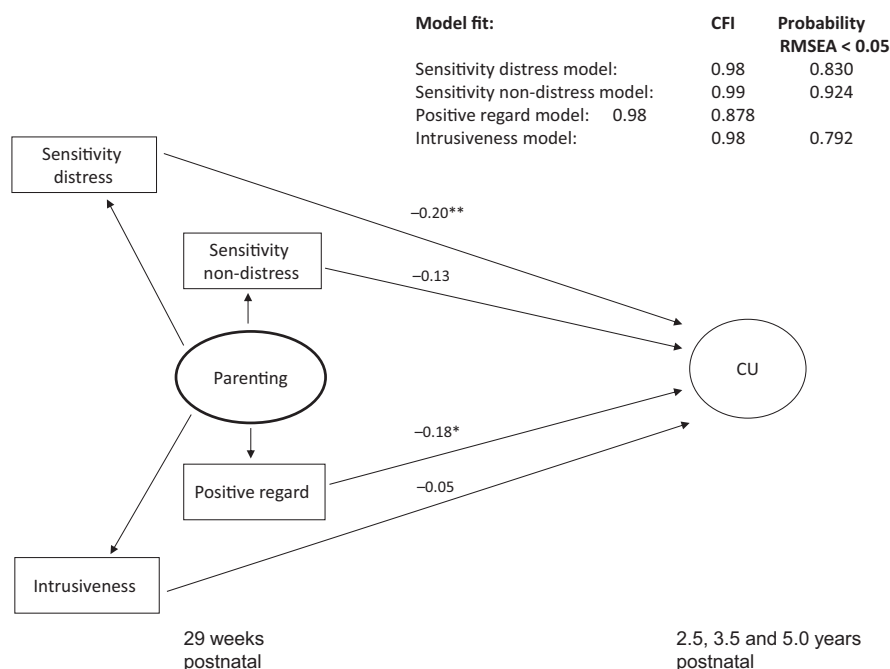 Model fit: CFI Probability
RMSEA < 0.05
Sensitivity distress model: 0.98 0.830
Sensitivity non-distress model: 0.99 0.924
Positive regard model: 0.98 0.878
Intrusiveness model: 0.98 0.792
Sensitivity
distress
–0.20**
Sensitivity
non-distress
–0.13
Parenting
CU
–0.18*
Positive regard
–0.05
Intrusiveness
29 weeks
postnatal
2.5, 3.5 and 5.0 years
postnatal